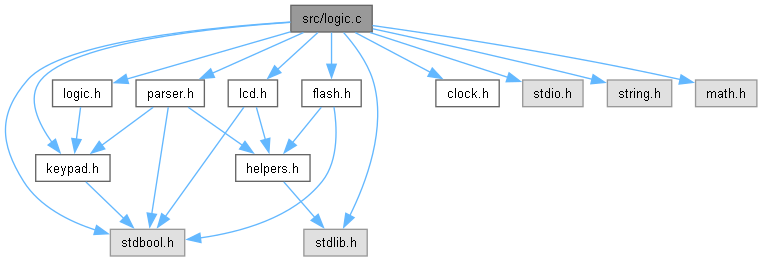 src/logic.c
logic.h
parser.h
lcd.h
flash.h
clock.h
stdio.h
string.h
math.h
keypad.h
helpers.h
stdbool.h
stdlib.h